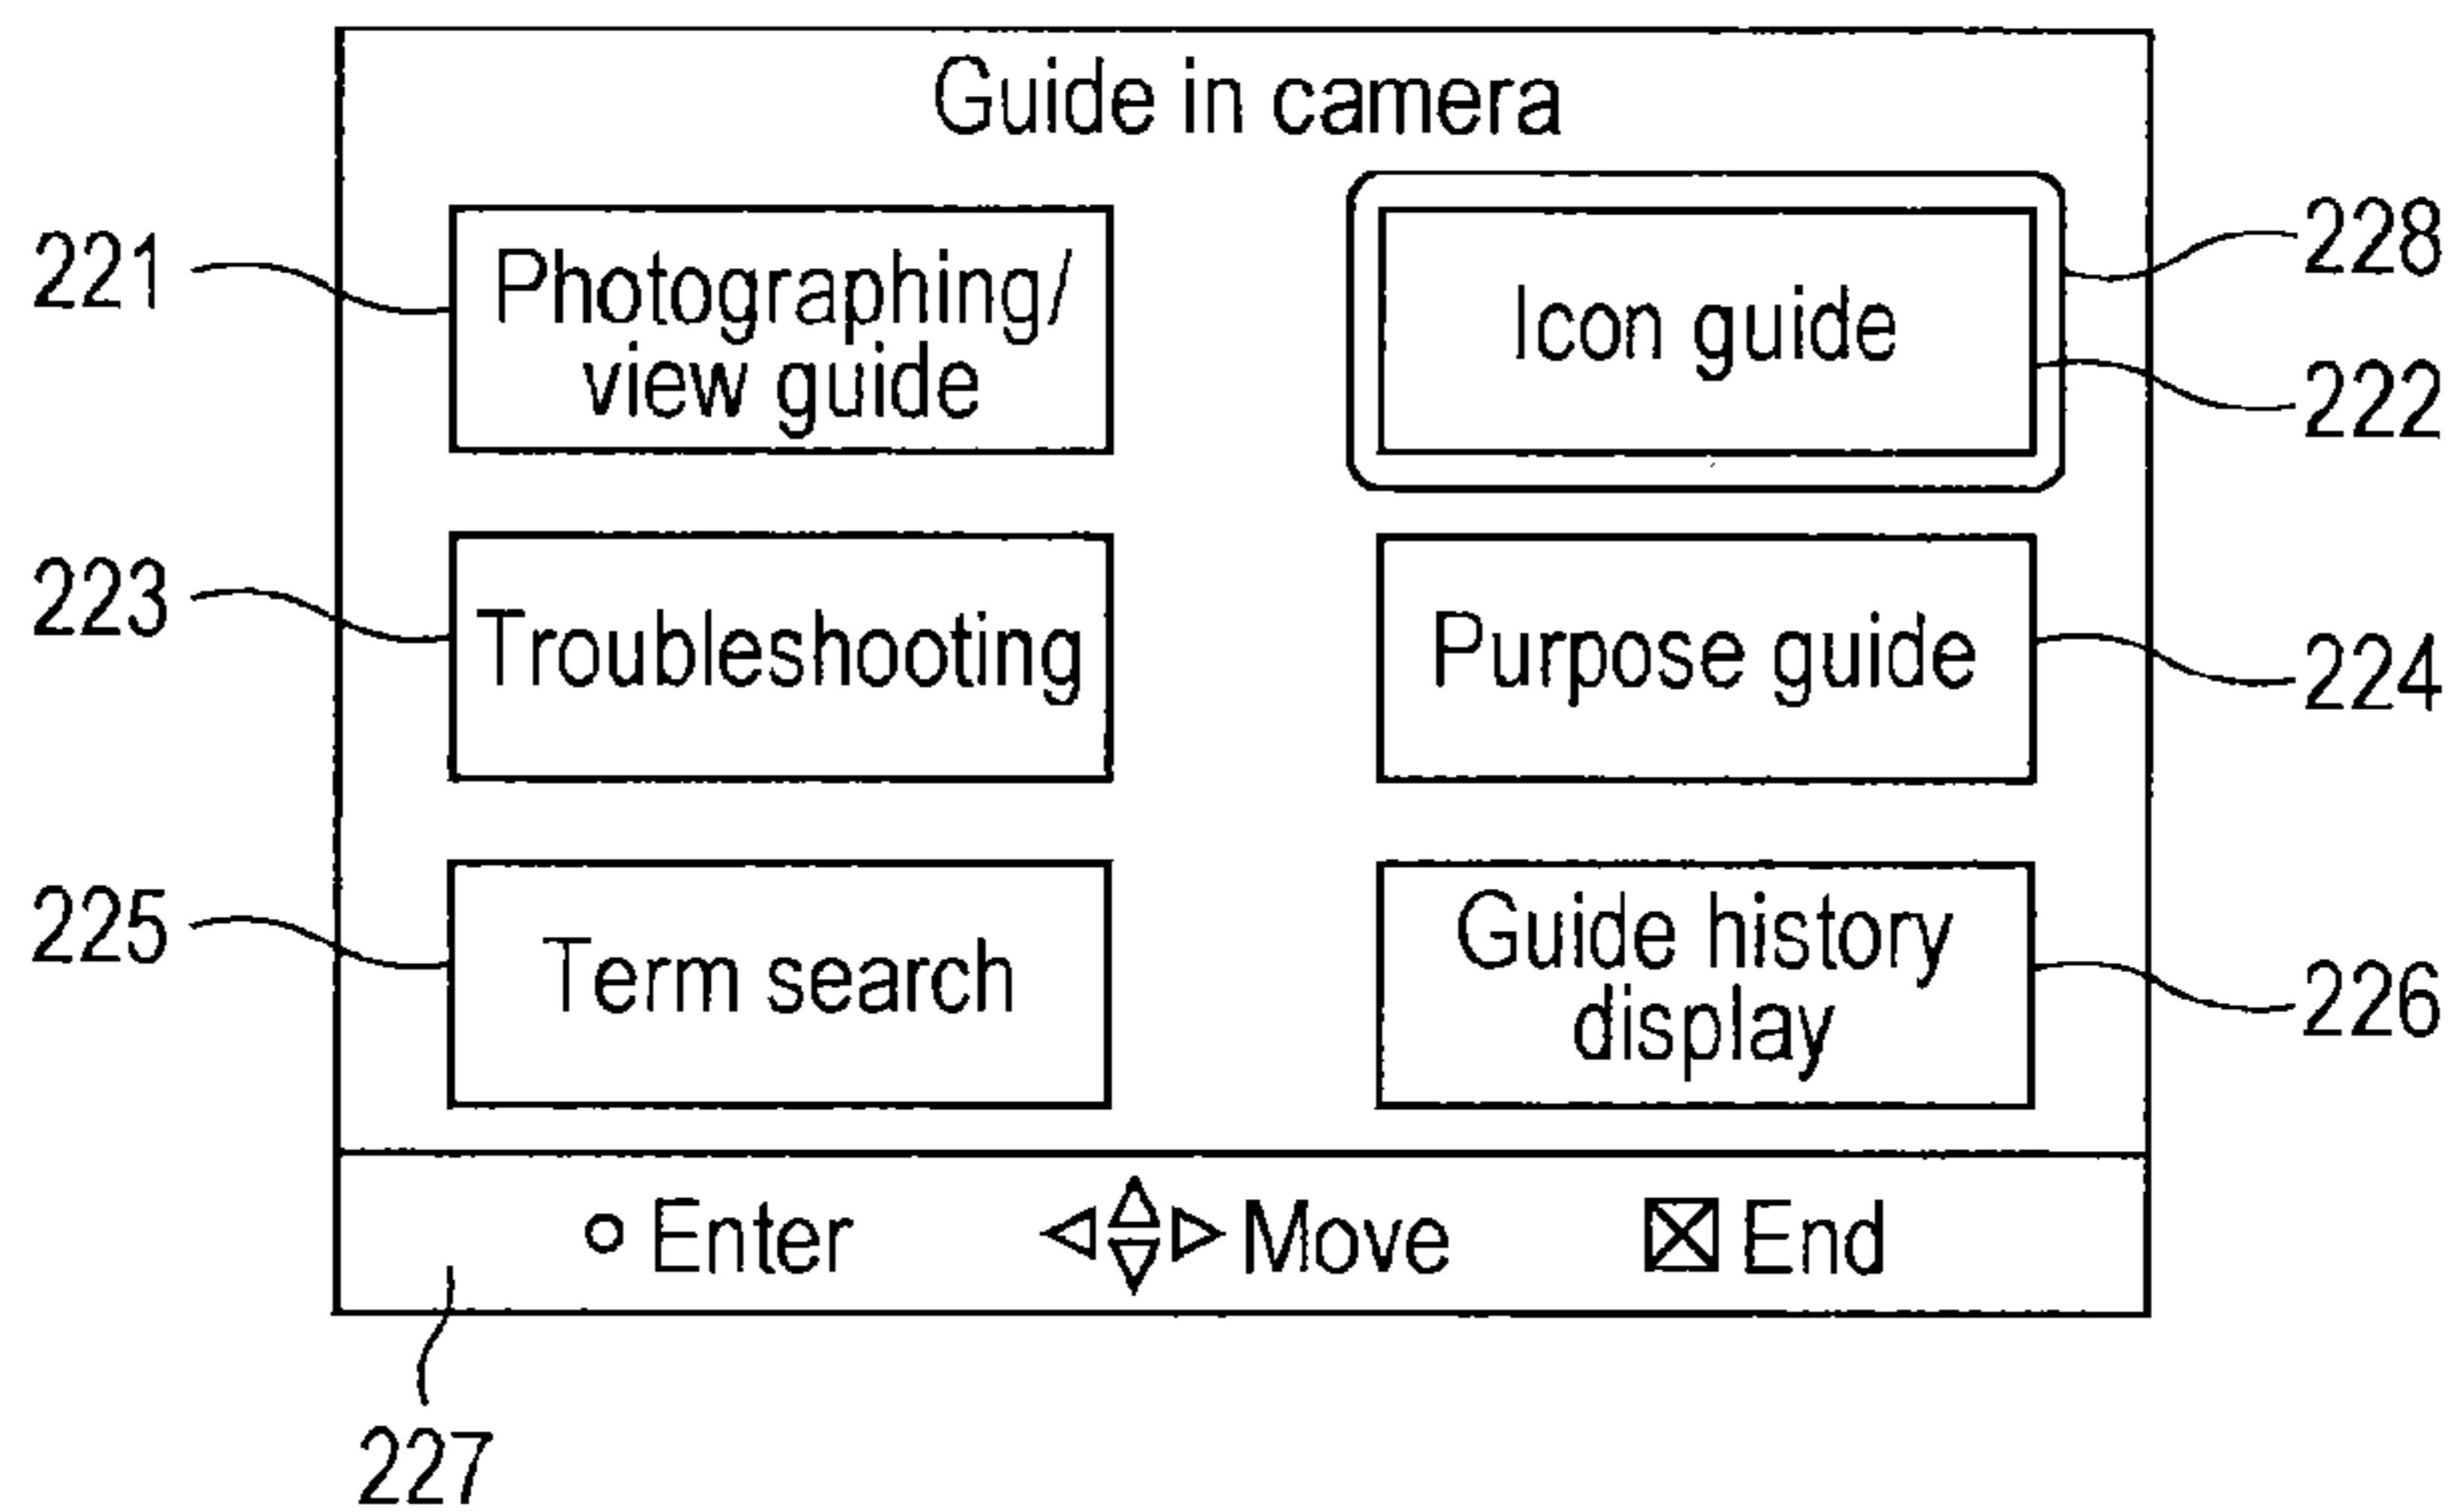 Guide in camera
221
Photographing/
view guide
Icon guide
228
222
223
Troubleshooting
Purpose guide
224
225
Term search
Guide history
display
226
Enter
Move
End
227